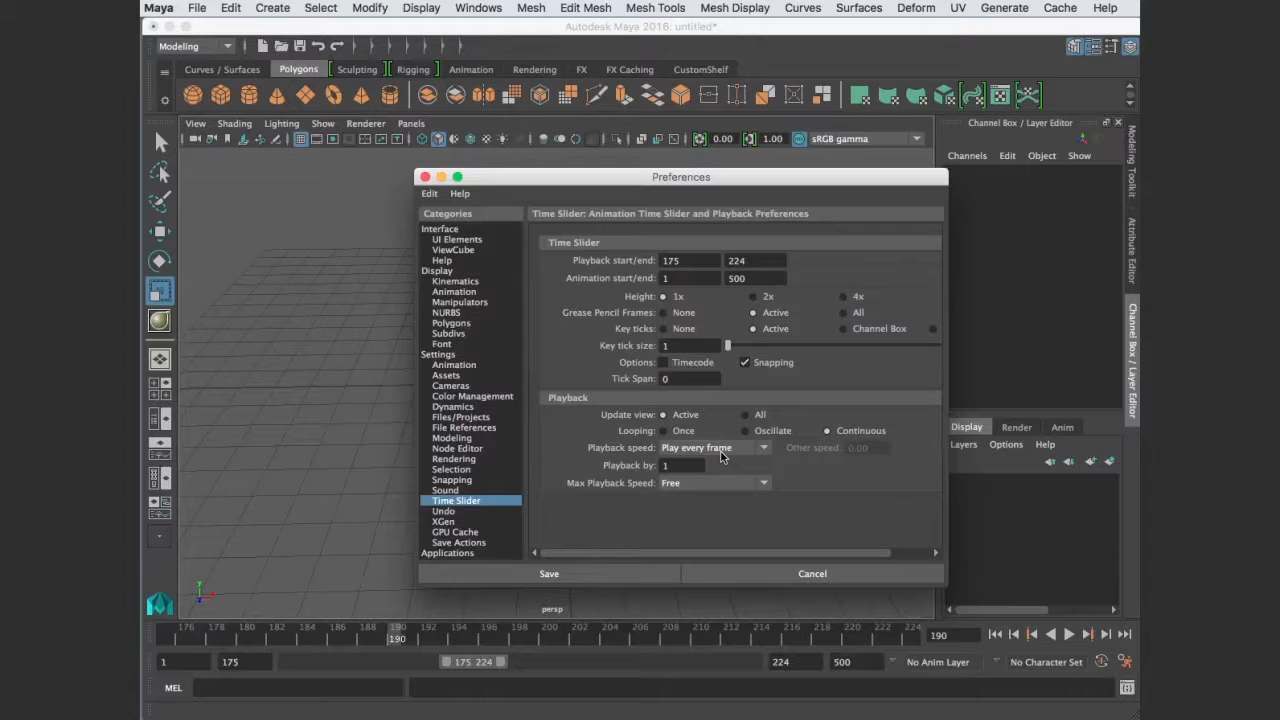 Maya File Edit Create Select Modify Display Windows Mesh Edit Mesh Mesh Tools Mesh Display Curves Surfaces Deform UV Generate Cache Help
Autodesk Maya 2016: untitled*
Modeling
Curves / Surfaces Polygons Sculpting Rigging Animation Rendering FX FX Caching CustomShelf
View Shading Lighting Show Renderer Panels
0.00 1.00 sRGB gamma
Channel Box / Layer Editor
Channels Edit Object Show
Modeling Toolkit
Attribute Editor
Channel Box / Layer Editor
Preferences
Edit Help
Categories
Interface
UI Elements
ViewCube
Help
Display
Kinematics
Animation
Manipulators
NURBS
Polygons
Subdivs
Font
Settings
Animation
Assets
Cameras
Color Management
Dynamics
Files/Projects
File References
Modeling
Node Editor
Rendering
Selection
Snapping
Sound
Time Slider
Undo
XGen
GPU Cache
Save Actions
Applications
Time Slider: Animation Time Slider and Playback Preferences
Time Slider
Playback start/end: 175 224
Animation start/end: 1 500
Height: 1x 2x 4x
Grease Pencil Frames: None Active All
Key ticks: None Active Channel Box
Key tick size: 1
Options: Timecode Snapping
Tick Span: 0
Playback
Update view: Active All
Looping: Once Oscillate Continuous
Playback speed: Play every frame Other speed: 0.00
Playback by: 1
Max Playback Speed: Free
Save Cancel
Display Render Anim
Layers Options Help
persp
176 178 180 182 184 186 188 190 192 194 196 198 200 202 204 206 208 210 212 214 216 218 220 222 224
190
190
1 175 175 224 224 500 No Anim Layer No Character Set
MEL